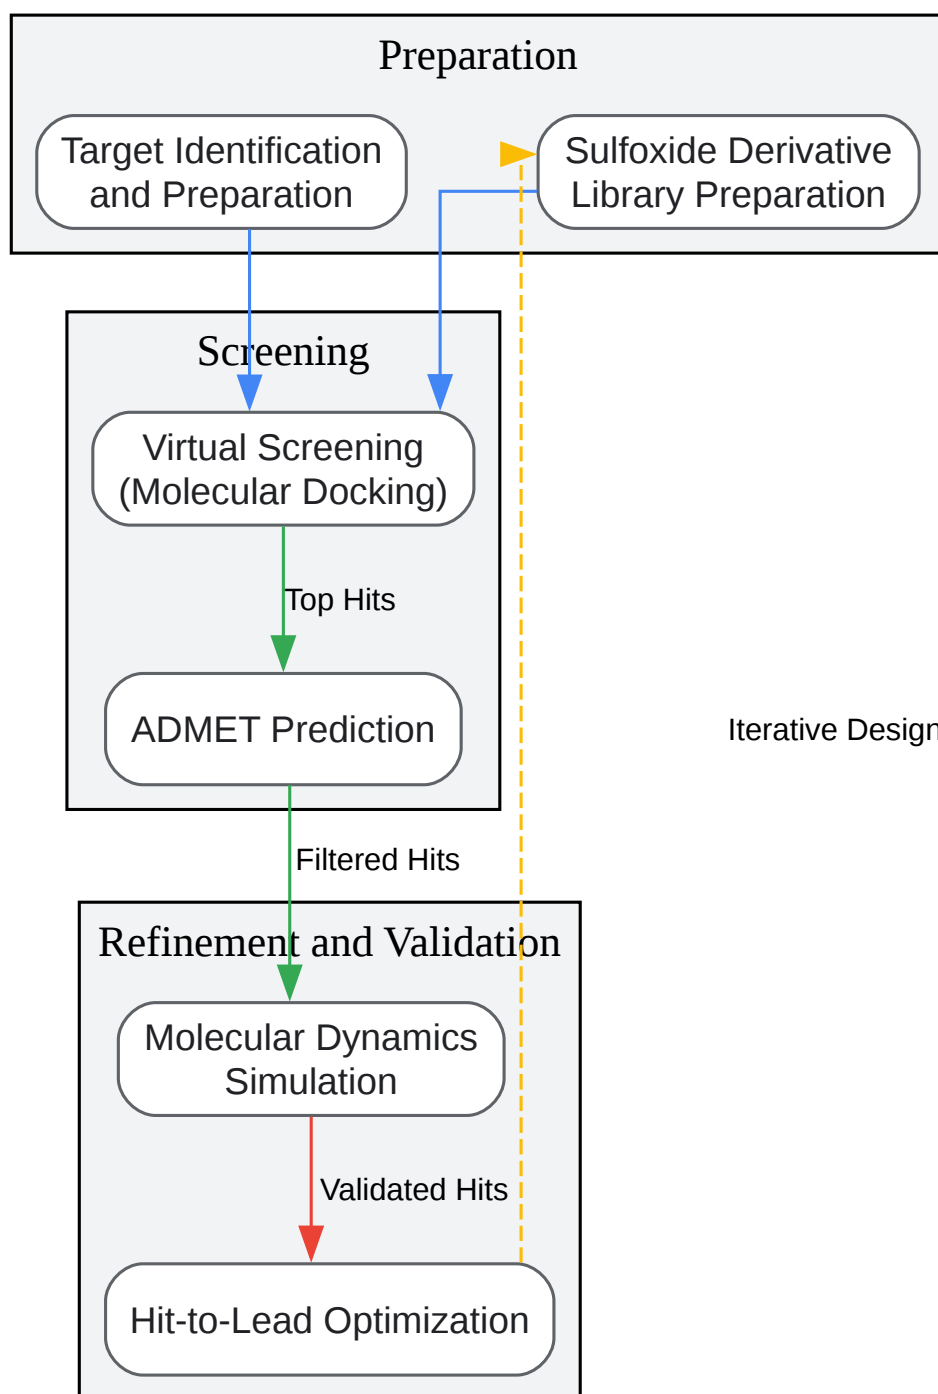 Preparation
Target Identification
and Preparation
Sulfoxide Derivative
Library Preparation
Screening
Virtual Screening
(Molecular Docking)
Top Hits
ADMET Prediction
Iterative Design
Filtered Hits
Refinement and Validation
Molecular Dynamics
Simulation
Validated Hits
Hit-to-Lead Optimization